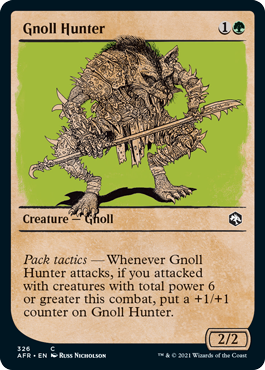 Gnoll Hunter 1
Creature — Gnoll
Pack tactics — Whenever Gnoll
Hunter attacks, if you attacked
with creatures with total power 6
or greater this combat, put a +1/+1
counter on Gnoll Hunter.
2/2
326 C
AFR • EN Russ Nicholson ™ & © 2021 Wizards of the Coast